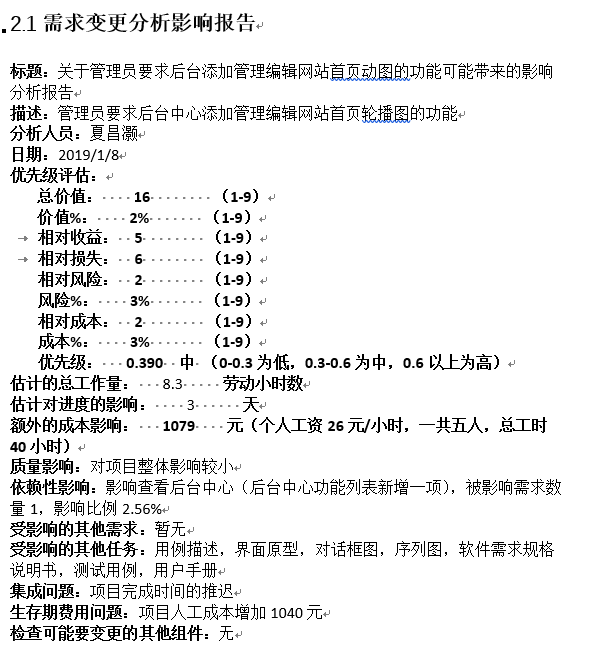 2.1 需求变更分析影响报告
标题：关于管理员要求后台添加管理编辑网站首页动图的功能可能带来的影响
分析报告
描述：管理员要求后台中心添加管理编辑网站首页轮播图的功能
分析人员：夏昌灏
日期：2019/1/8
优先级评估：
总价值： 16 （1-9）
价值%： 2% （1-9）
相对收益： 5 （1-9）
相对损失： 6 （1-9）
相对风险： 2 （1-9）
风险%： 3% （1-9）
相对成本： 2 （1-9）
成本%： 3% （1-9）
优先级： 0.390 中 （0-0.3 为低，0.3-0.6 为中，0.6 以上为高）
估计的总工作量： 8.3 劳动小时数
估计对进度的影响： 3 天
额外的成本影响： 1079 元（个人工资 26 元/小时，一共五人，总工时
40 小时）
质量影响：对项目整体影响较小
依赖性影响：影响查看后台中心（后台中心功能列表新增一项），被影响需求数
量 1，影响比例 2.56%
受影响的其他需求：暂无
受影响的其他任务：用例描述，界面原型，对话框图，序列图，软件需求规格
说明书，测试用例，用户手册
集成问题：项目完成时间的推迟
生存期费用问题：项目人工成本增加 1040 元
检查可能要变更的其他组件：无